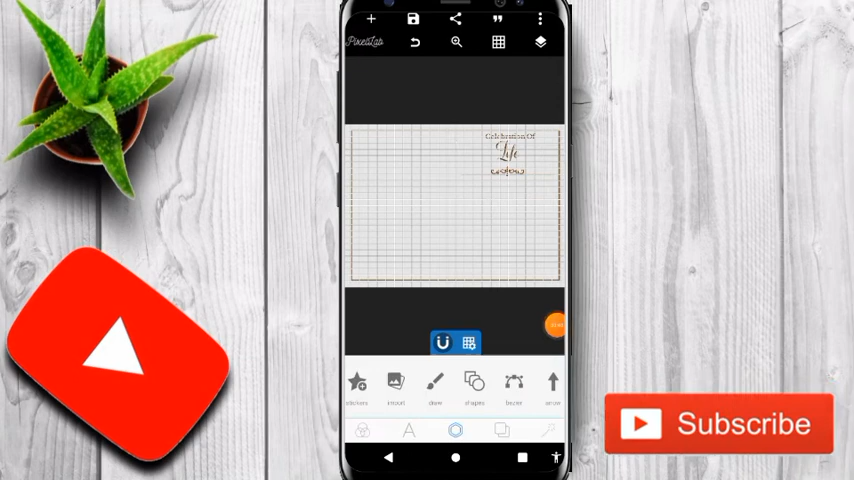 PixelLab
Celebration Of
Life
stickers
import
draw
shapes
bezier
arrow
Subscribe